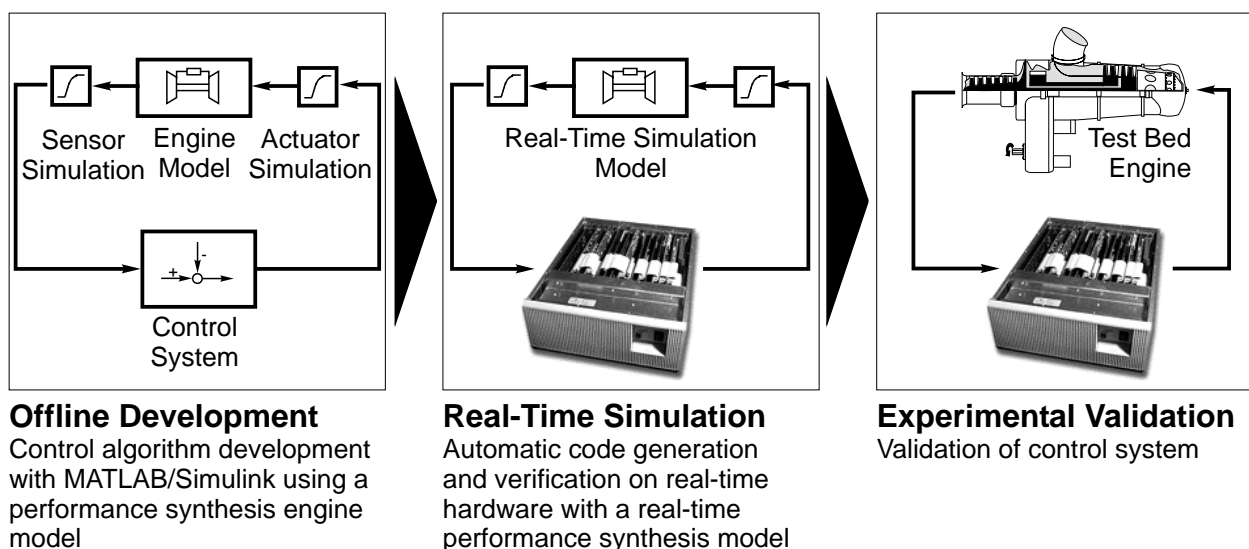 Sensor
Simulation
Engine
Model
Actuator
Simulation
+
-
Control
System
Offline Development
Control algorithm development
with MATLAB/Simulink using a
performance synthesis engine
model
Real-Time Simulation
Model
Real-Time Simulation
Automatic code generation
and verification on real-time
hardware with a real-time
performance synthesis model
Test Bed
Engine
Experimental Validation
Validation of control system